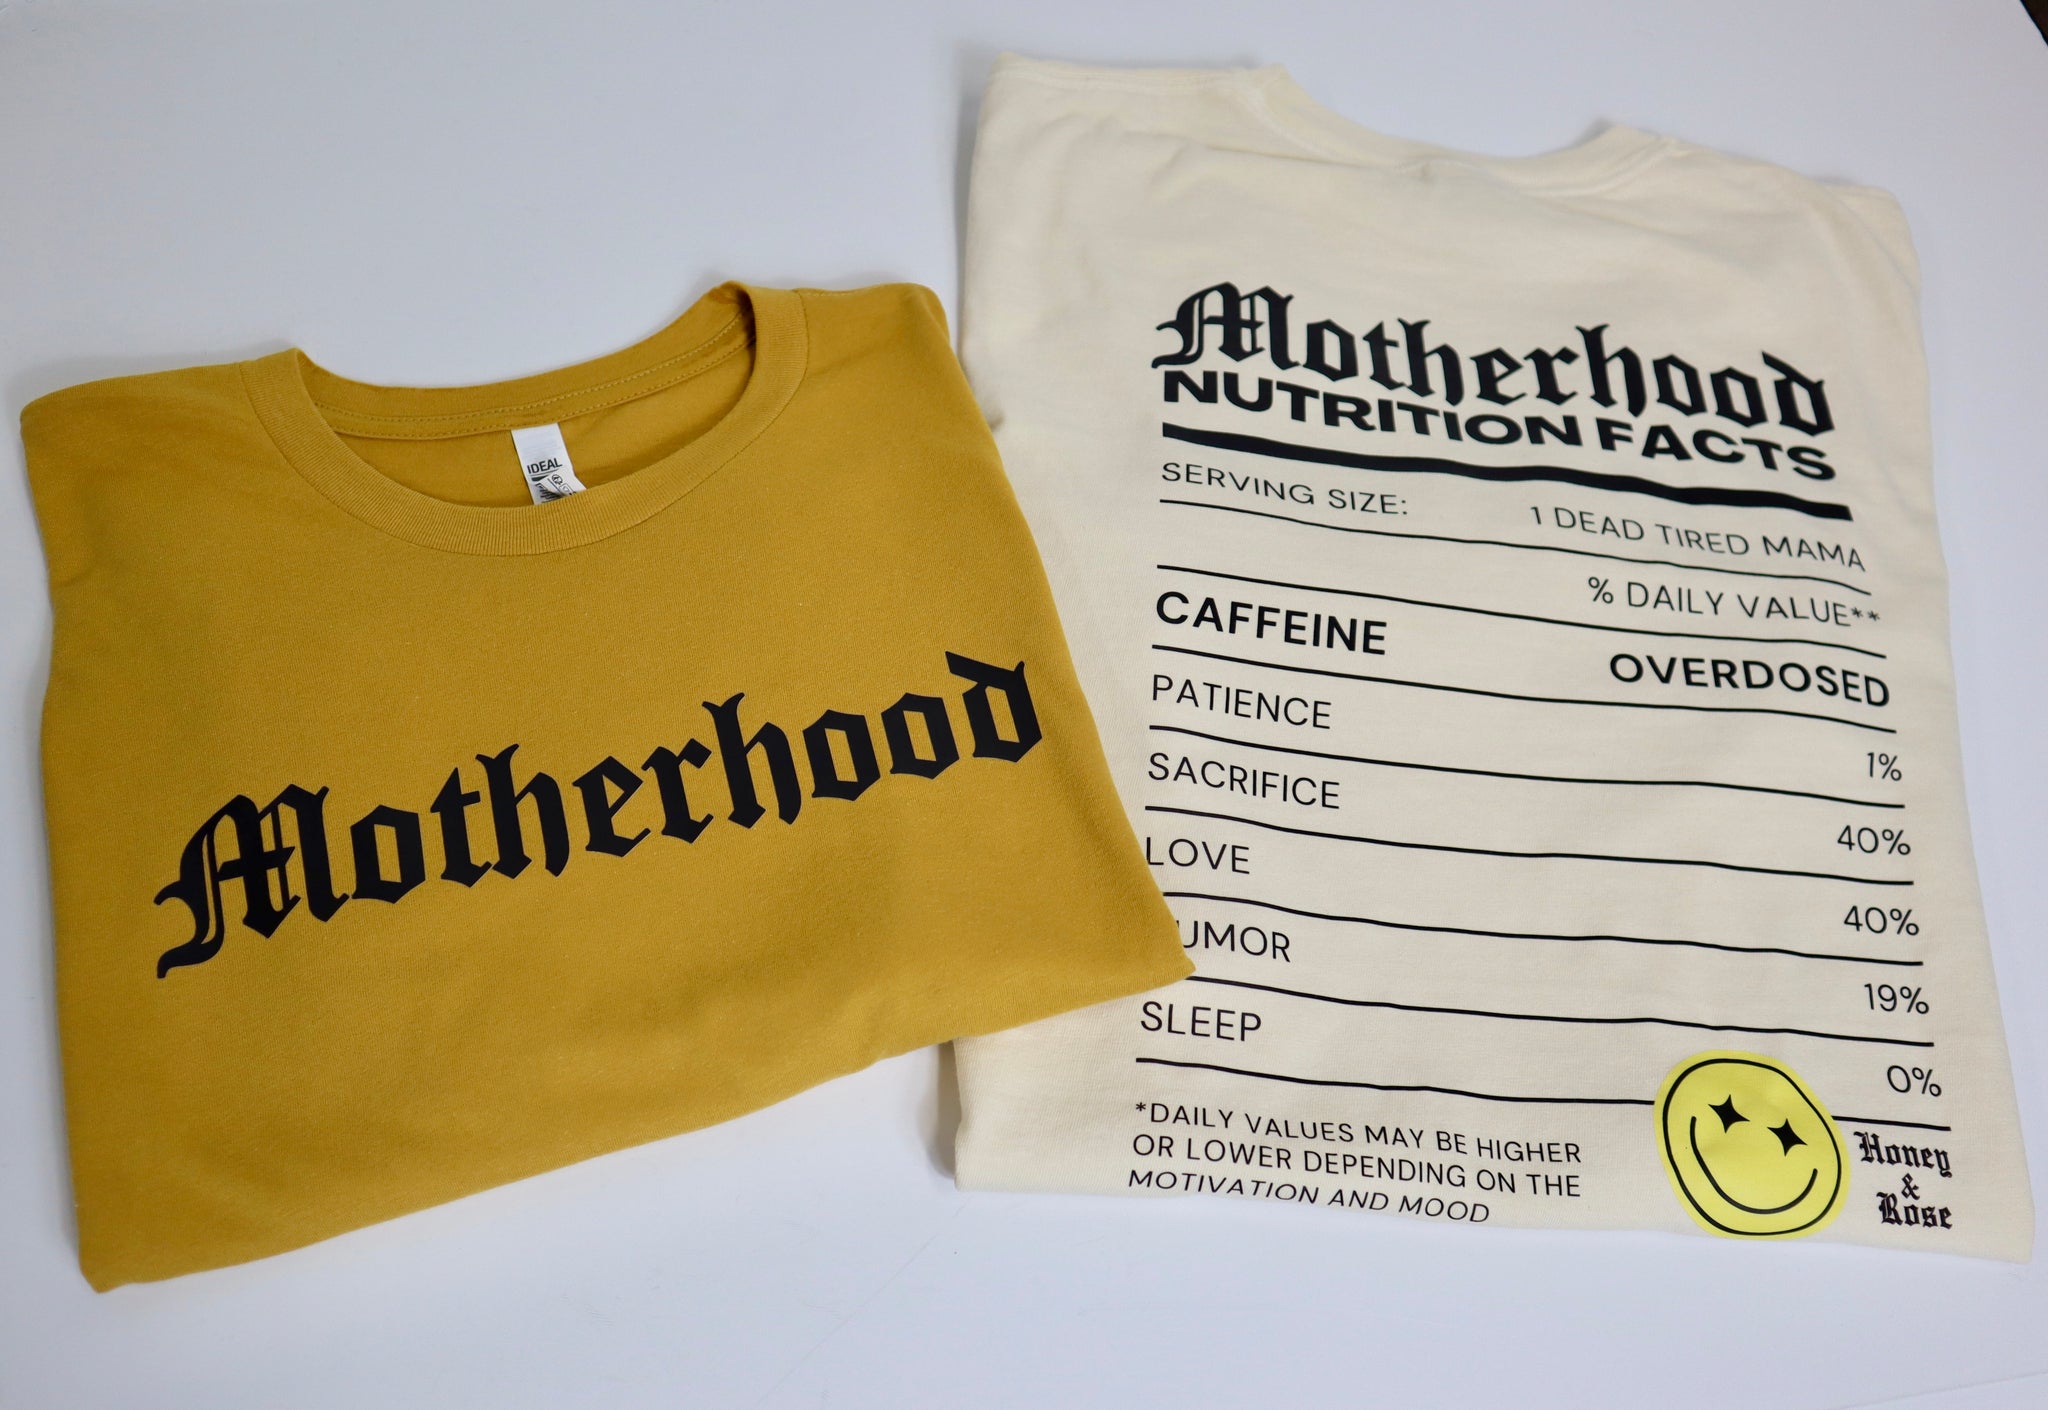 IDEAL
Motherhood
Motherhood
NUTRITION FACTS
SERVING SIZE: 1 DEAD TIRED MAMA
% DAILY VALUE**
CAFFEINE OVERDOSED
PATIENCE 1%
SACRIFICE 40%
LOVE 40%
UMOR 19%
SLEEP 0%
*DAILY VALUES MAY BE HIGHER
OR LOWER DEPENDING ON THE
MOTIVATION AND MOOD
Honey
&
Rose